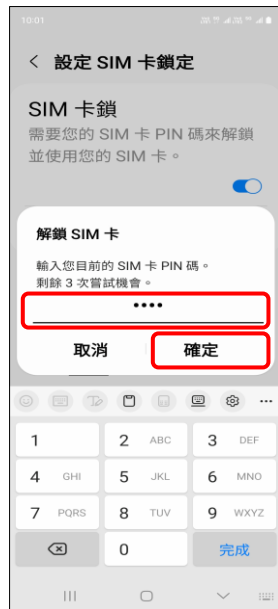 10:01
設定 SIM 卡鎖定
SIM 卡鎖
需要您的 SIM 卡 PIN 碼來解鎖
並使用您的 SIM 卡。
解鎖 SIM 卡
輸入您目前的 SIM 卡 PIN 碼。
剩餘 3 次嘗試機會。
••••
取消 確定
1 2 ABC 3 DEF
4 GHI 5 JKL 6 MNO
7 PQRS 8 TUV 9 WXYZ
0 完成